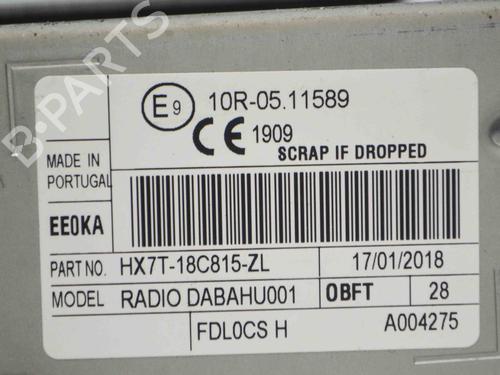 E9 10R-05.11589
CE 1909
SCRAP IF DROPPED
MADE IN
PORTUGAL
EE0KA
PART NO. HX7T-18C815-ZL 17/01/2018
MODEL RADIO DABAHU001 0BFT 28
FDL0CS H A004275
B-PARTS